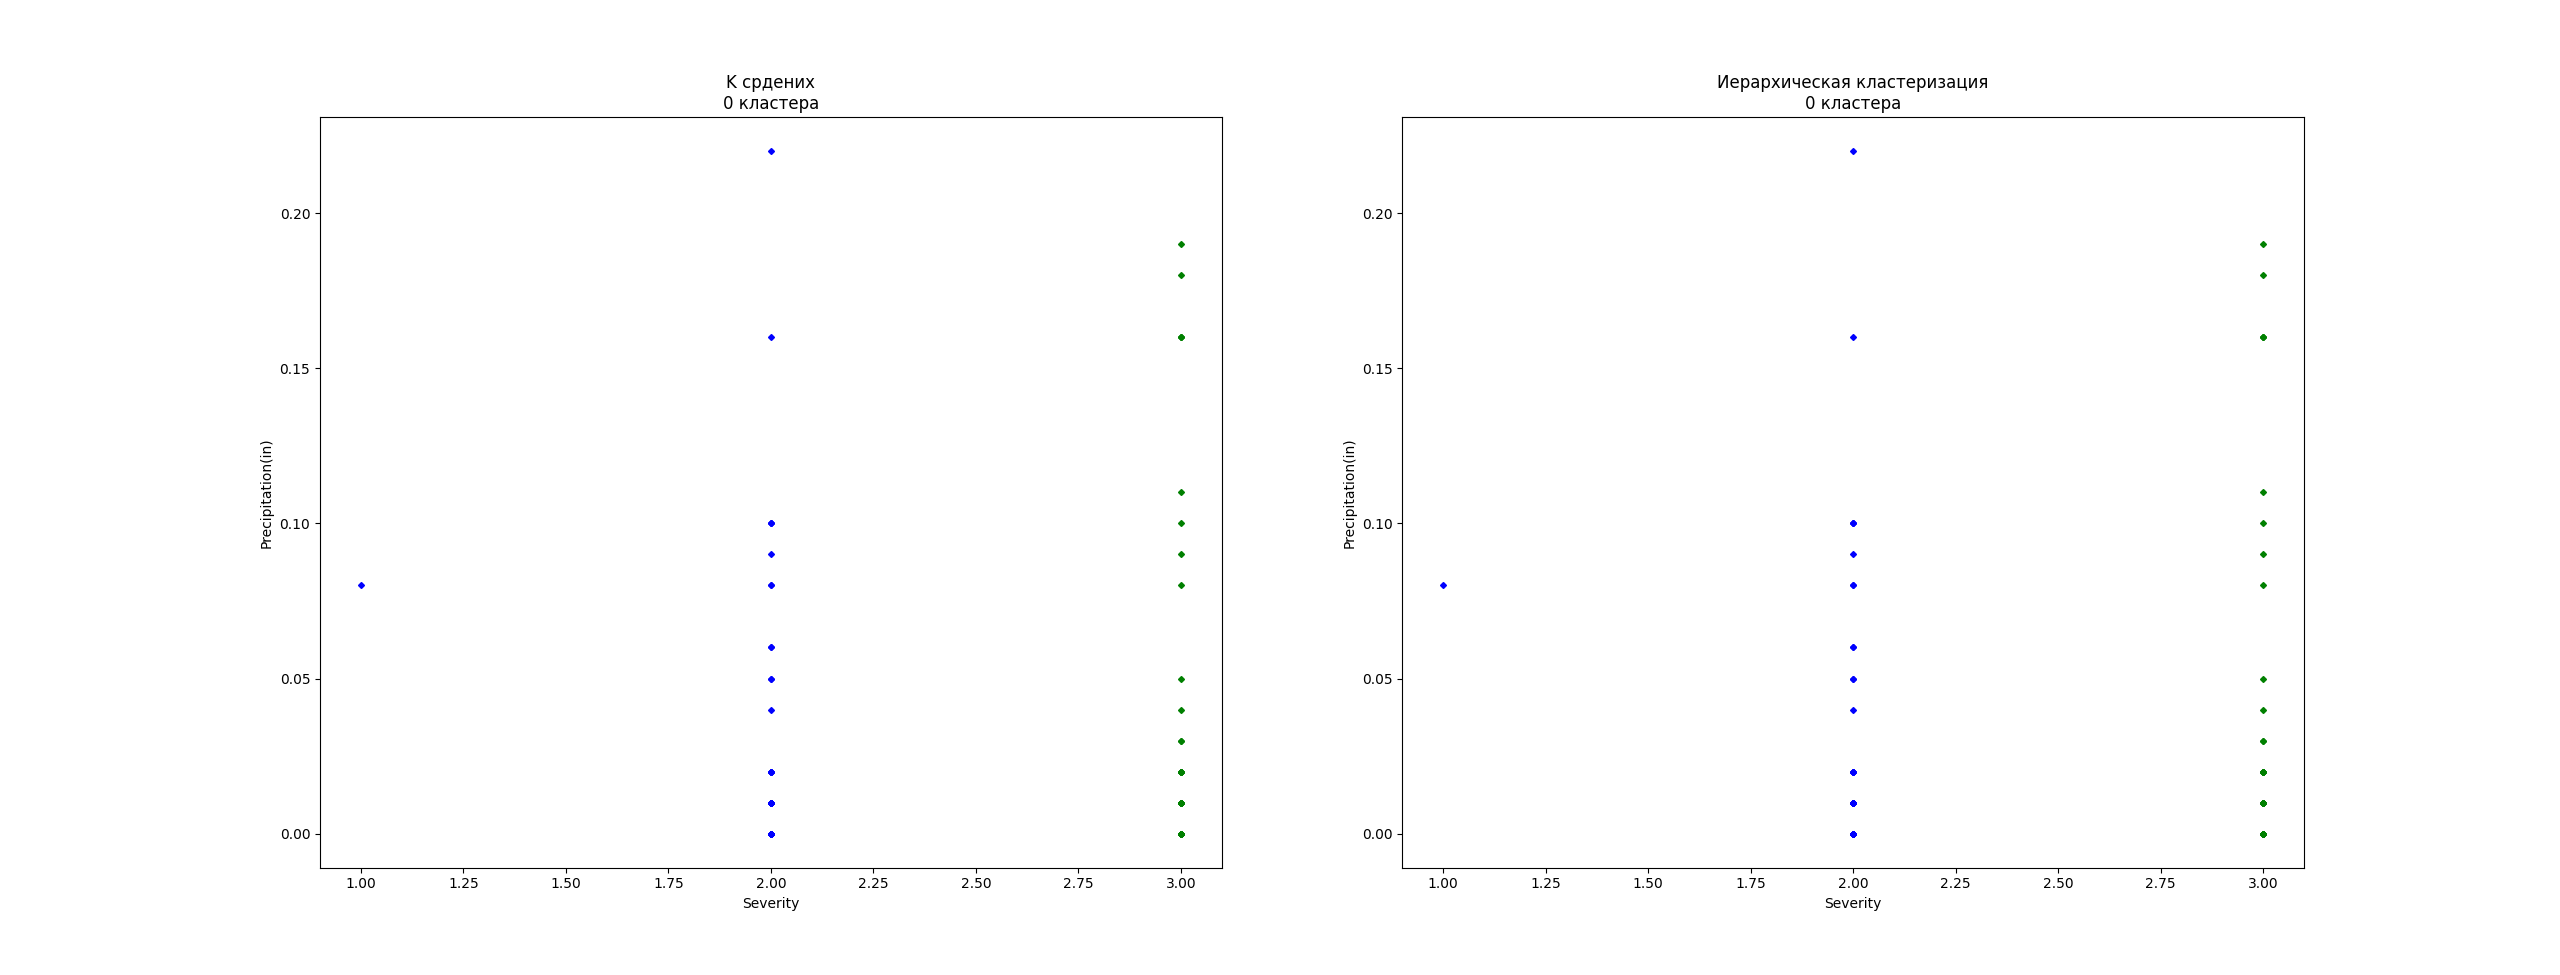 K срдених
0 кластера
0.20
0.15
0.10
0.05
0.00
Precipitation(in)
1.00 1.25 1.50 1.75 2.00 2.25 2.50 2.75 3.00
Severity
Иерархическая кластеризация
0 кластера
0.20
0.15
0.10
0.05
0.00
Precipitation(in)
1.00 1.25 1.50 1.75 2.00 2.25 2.50 2.75 3.00
Severity